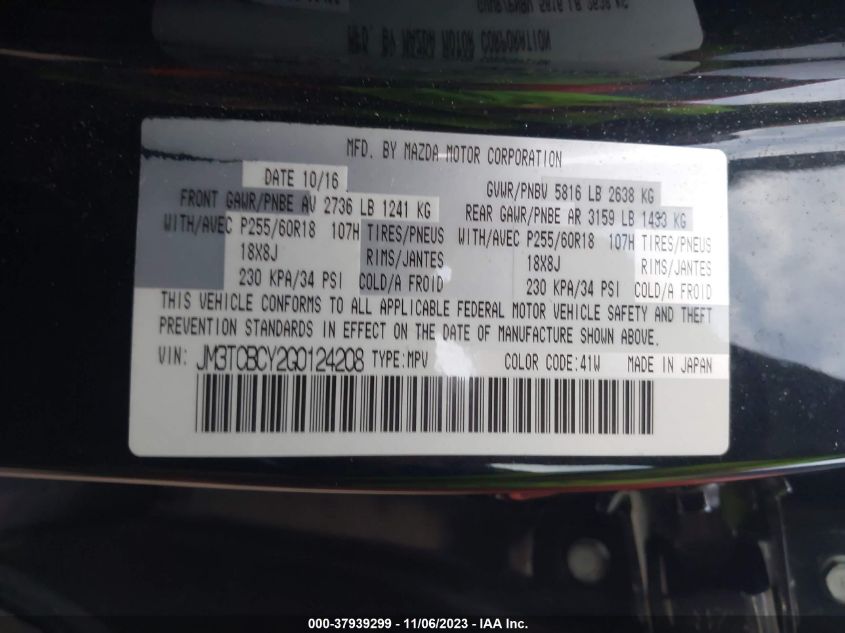 MFD. BY MAZDA MOTOR CORPORATION
DATE 10/16 GVWR/PNBV 5816 LB 2638 KG
FRONT GAWR/PNBE AV 2736 LB 1241 KG REAR GAWR/PNBE AR 3159 LB 1433 KG
WITH/AVEC P255/60R18 107H TIRES/PNEUS WITH/AVEC P255/60R18 107H TIRES/PNEUS
18X8J RIMS/JANTES 18X8J RIMS/JANTES
230 KPA/34 PSI COLD/A FROID 230 KPA/34 PSI COLD/A FROID
THIS VEHICLE CONFORMS TO ALL APPLICABLE FEDERAL MOTOR VEHICLE SAFETY AND THEFT
PREVENTION STANDARDS IN EFFECT ON THE DATE OF MANUFACTURE SHOWN ABOVE.
VIN: JM3TCBCY2G0124208 TYPE:MPV COLOR CODE:41W MADE IN JAPAN
000-37939299 - 11/06/2023 - IAA Inc.